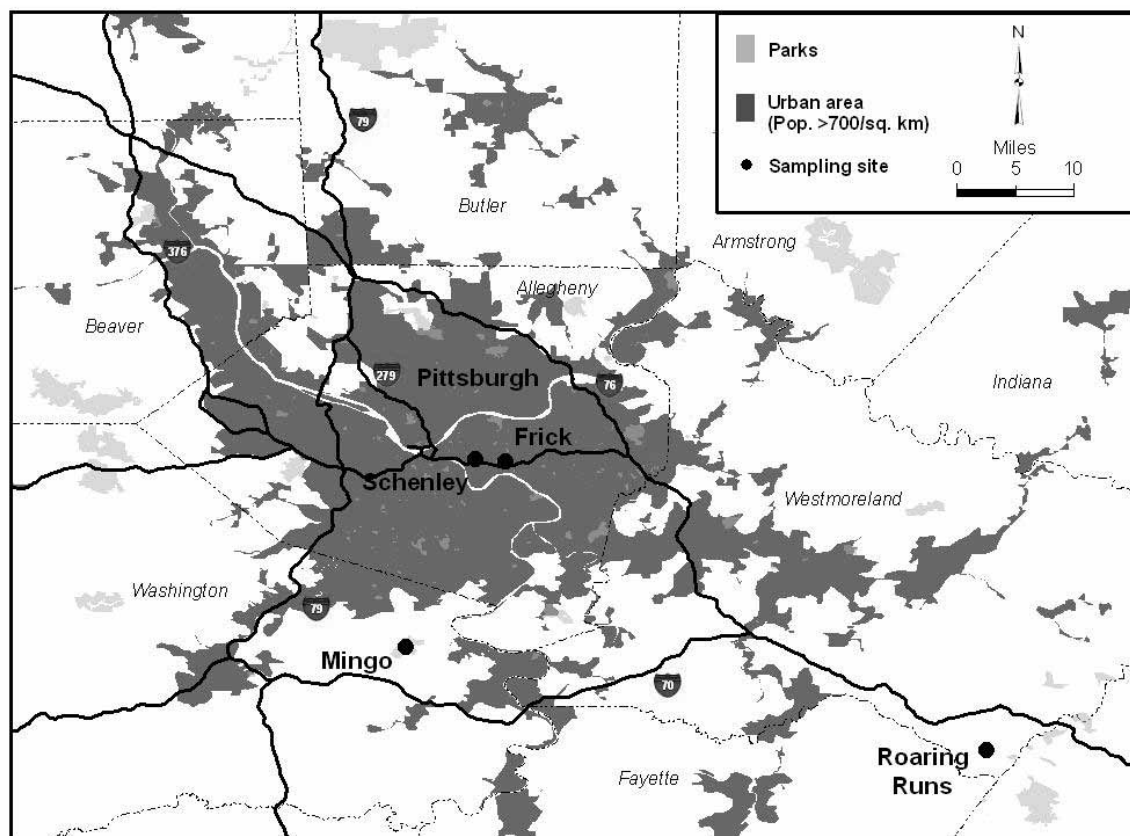 Parks
Urban area
(Pop. >700/sq. km)
Sampling site
N
Miles
0 5 10
79
Butler
Armstrong
376
Allegheny
Beaver
279
Pittsburgh
76
Indiana
Frick
Schenley
Westmoreland
Washington
79
Mingo
70
Roaring
Runs
Fayette